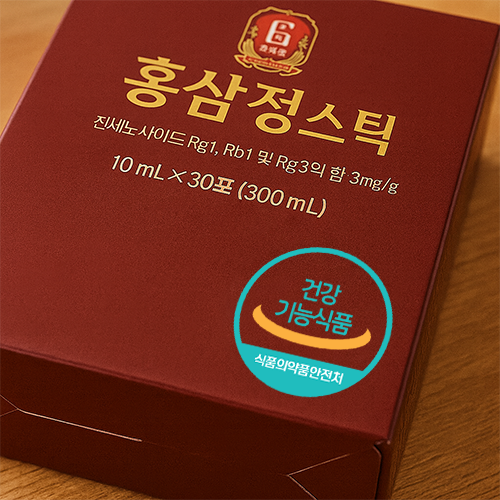 홍삼정스틱
진세노사이드 Rg1, Rb1 및 Rg3의 합 3mg/g
10 mL × 30포 (300 mL)
건강
기능식품
식품의약품안전처